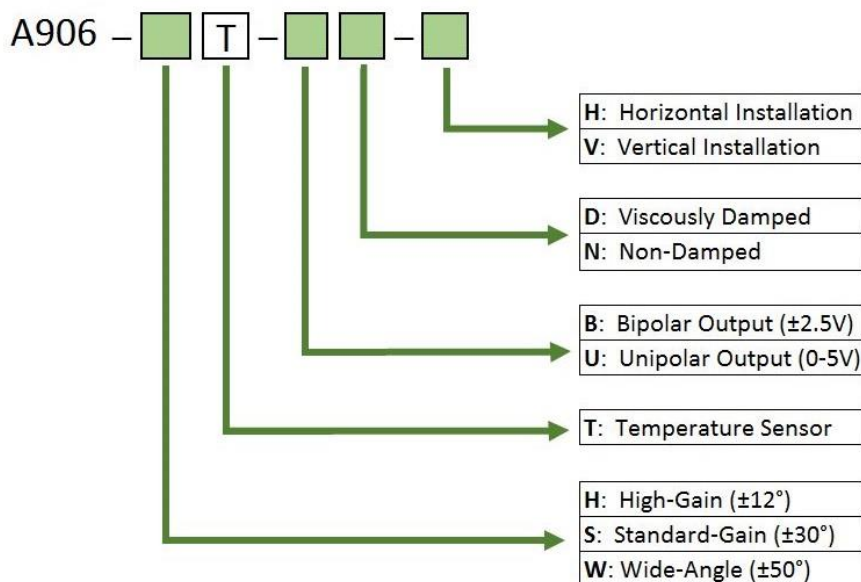 A906 – T – –
H: Horizontal Installation
V: Vertical Installation
D: Viscously Damped
N: Non-Damped
B: Bipolar Output (±2.5V)
U: Unipolar Output (0-5V)
T: Temperature Sensor
H: High-Gain (±12°)
S: Standard-Gain (±30°)
W: Wide-Angle (±50°)